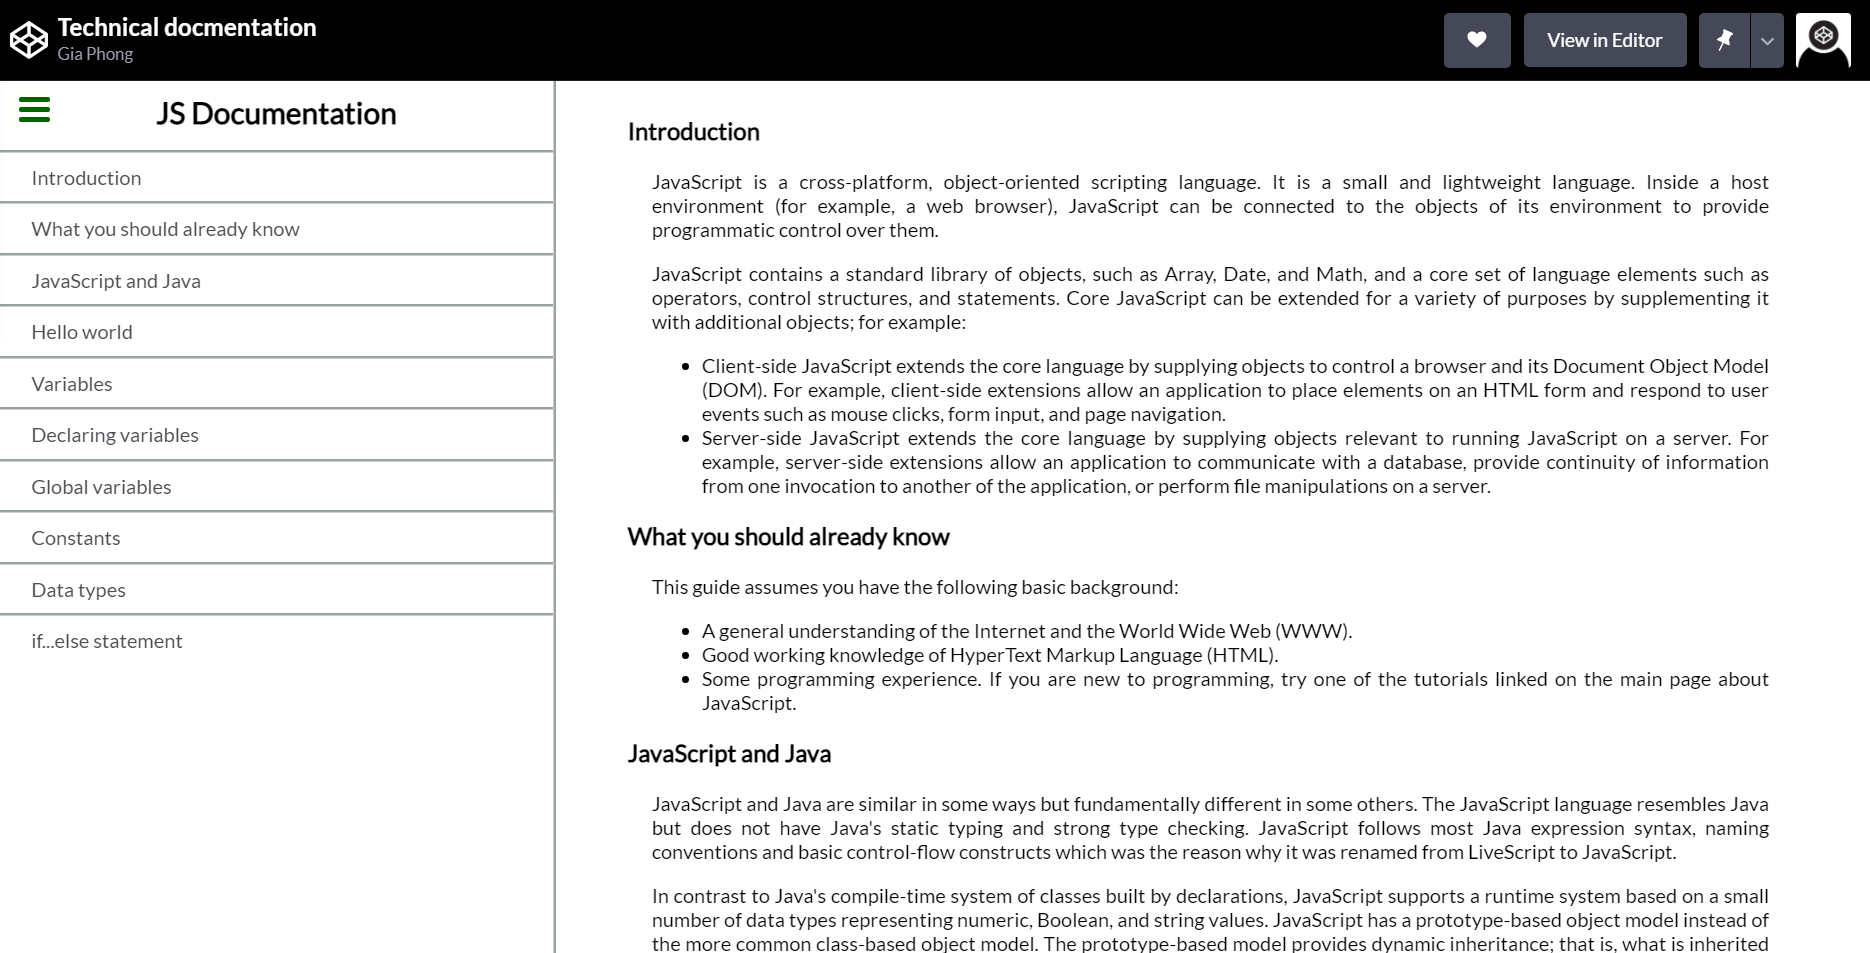 Technical docmentation
Gia Phong
View in Editor
JS Documentation
Introduction
What you should already know
JavaScript and Java
Hello world
Variables
Declaring variables
Global variables
Constants
Data types
if...else statement
Introduction
JavaScript is a cross-platform, object-oriented scripting language. It is a small and lightweight language. Inside a host
environment (for example, a web browser), JavaScript can be connected to the objects of its environment to provide
programmatic control over them.
JavaScript contains a standard library of objects, such as Array, Date, and Math, and a core set of language elements such as
operators, control structures, and statements. Core JavaScript can be extended for a variety of purposes by supplementing it
with additional objects; for example:
• Client-side JavaScript extends the core language by supplying objects to control a browser and its Document Object Model
(DOM). For example, client-side extensions allow an application to place elements on an HTML form and respond to user
events such as mouse clicks, form input, and page navigation.
• Server-side JavaScript extends the core language by supplying objects relevant to running JavaScript on a server. For
example, server-side extensions allow an application to communicate with a database, provide continuity of information
from one invocation to another of the application, or perform file manipulations on a server.
What you should already know
This guide assumes you have the following basic background:
• A general understanding of the Internet and the World Wide Web (WWW).
• Good working knowledge of HyperText Markup Language (HTML).
• Some programming experience. If you are new to programming, try one of the tutorials linked on the main page about
JavaScript.
JavaScript and Java
JavaScript and Java are similar in some ways but fundamentally different in some others. The JavaScript language resembles Java
but does not have Java's static typing and strong type checking. JavaScript follows most Java expression syntax, naming
conventions and basic control-flow constructs which was the reason why it was renamed from LiveScript to JavaScript.
In contrast to Java's compile-time system of classes built by declarations, JavaScript supports a runtime system based on a small
number of data types representing numeric, Boolean, and string values. JavaScript has a prototype-based object model instead of
the more common class-based object model. The prototype-based model provides dynamic inheritance; that is, what is inherited